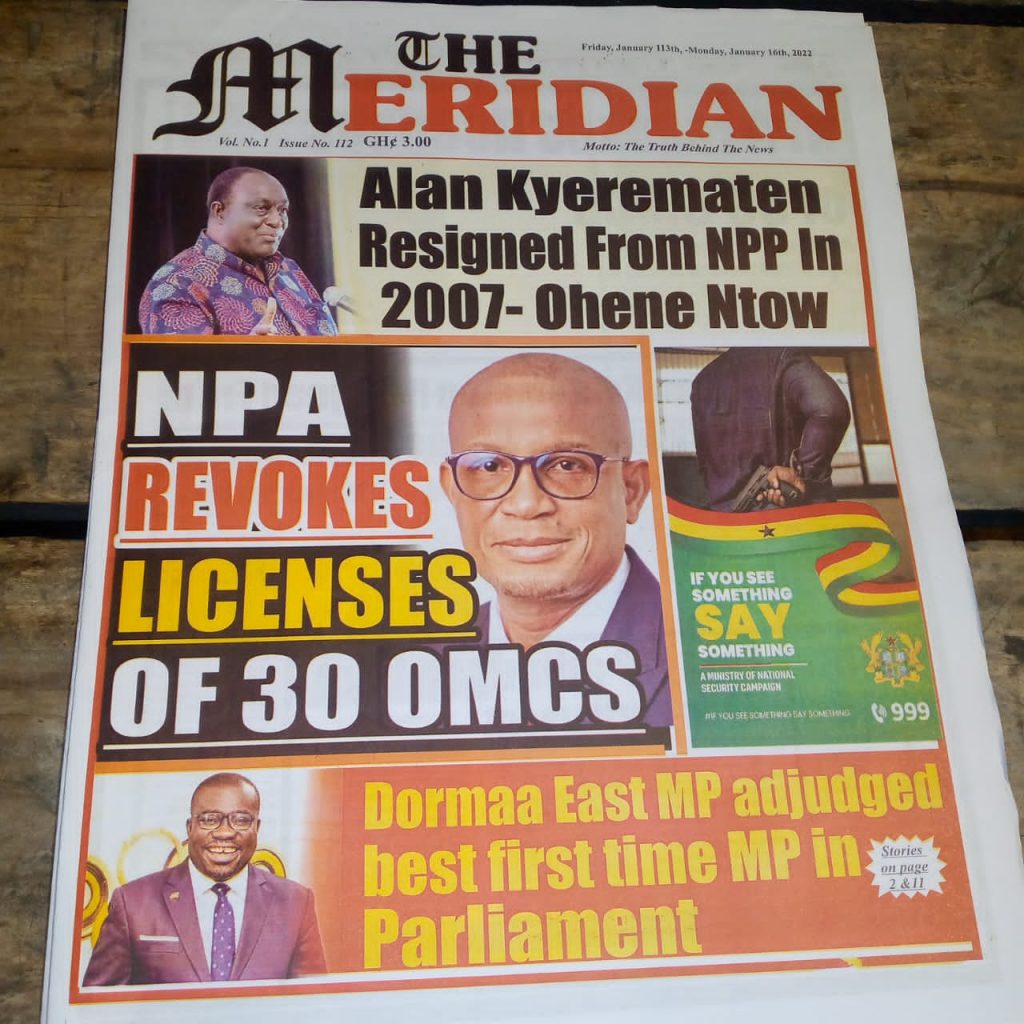 THE
MERIDIAN
Friday, January 113th, -Monday, January 16th, 2022
Vol. No.1 Issue No. 112 GH¢ 3.00
Motto: The Truth Behind The News
Alan Kyerematen
Resigned From NPP In
2007- Ohene Ntow
NPA
REVOKES
LICENSES
OF 30 OMCS
IF YOU SEE
SOMETHING
SAY
SOMETHING
A MINISTRY OF NATIONAL
SECURITY CAMPAIGN
#IF YOU SEE SOMETHING SAY SOMETHING
999
Dormaa East MP adjudged
best first time MP in
Parliament
Stories
on page
2 &11